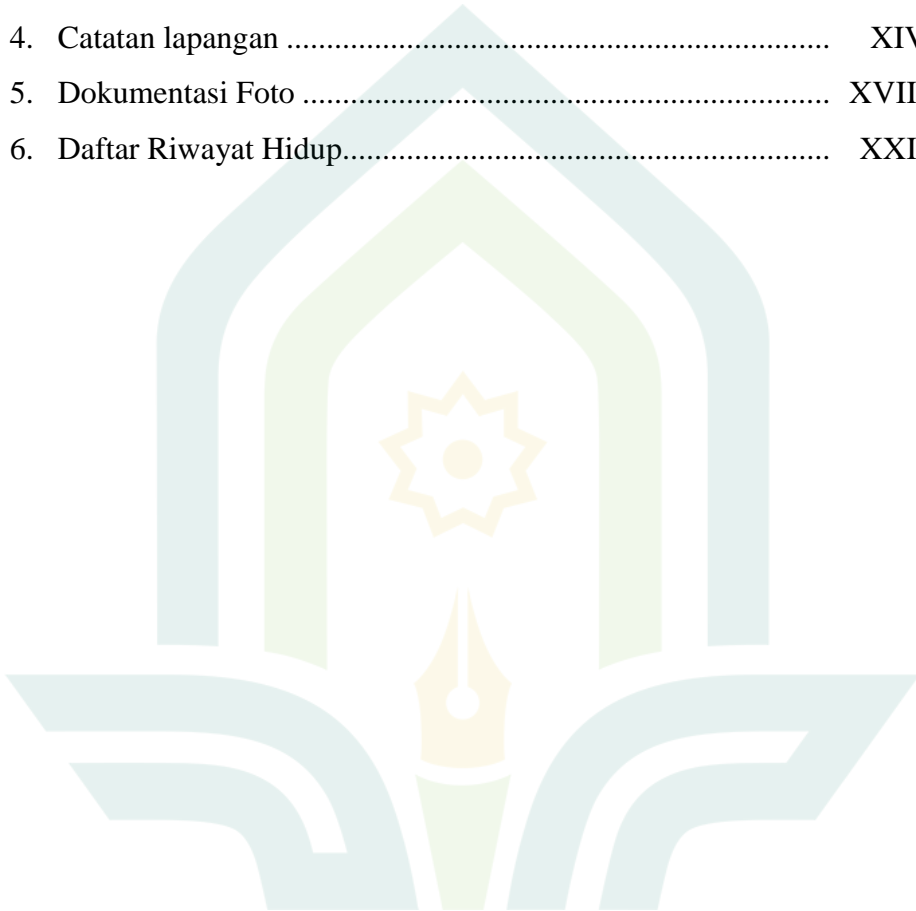 4. Catatan lapangan ................................................................... XIV
5. Dokumentasi Foto ................................................................. XVII
6. Daftar Riwayat Hidup............................................................ XXI